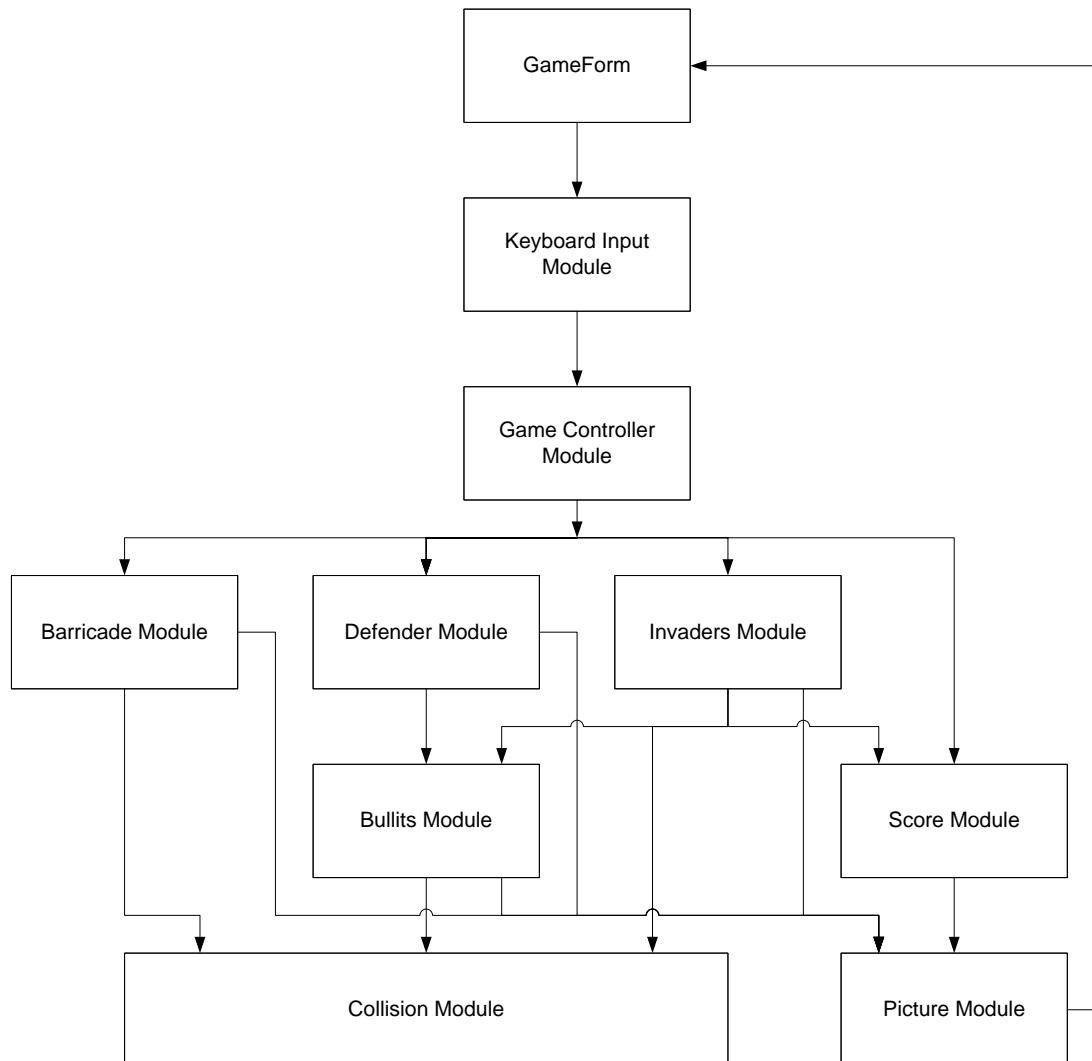 GameForm
Keyboard Input
Module
Game Controller
Module
Barricade Module
Defender Module
Invaders Module
Bullits Module
Score Module
Collision Module
Picture Module